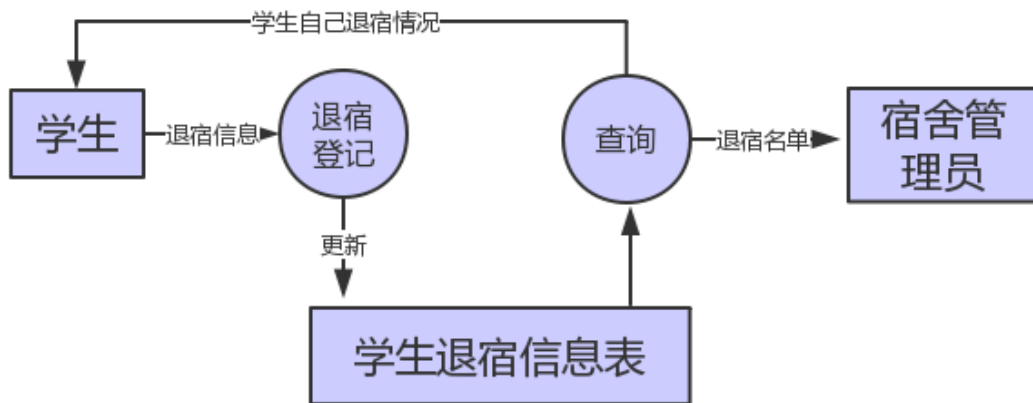 学生自己退宿情况
学生
退宿信息
退宿
登记
查询
退宿名单
宿舍管
理员
更新
学生退宿信息表